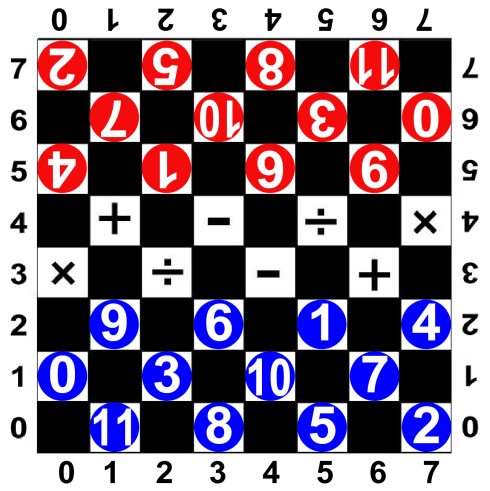 0 1 2 3 4 5 6 7
7 2 5 8 11 7
6 7 10 3 0 6
5 4 1 6 9 5
4 + - ÷ × 4
3 × ÷ - + 3
2 9 6 1 4 2
1 0 3 10 7 1
0 11 8 5 2 0
0 1 2 3 4 5 6 7